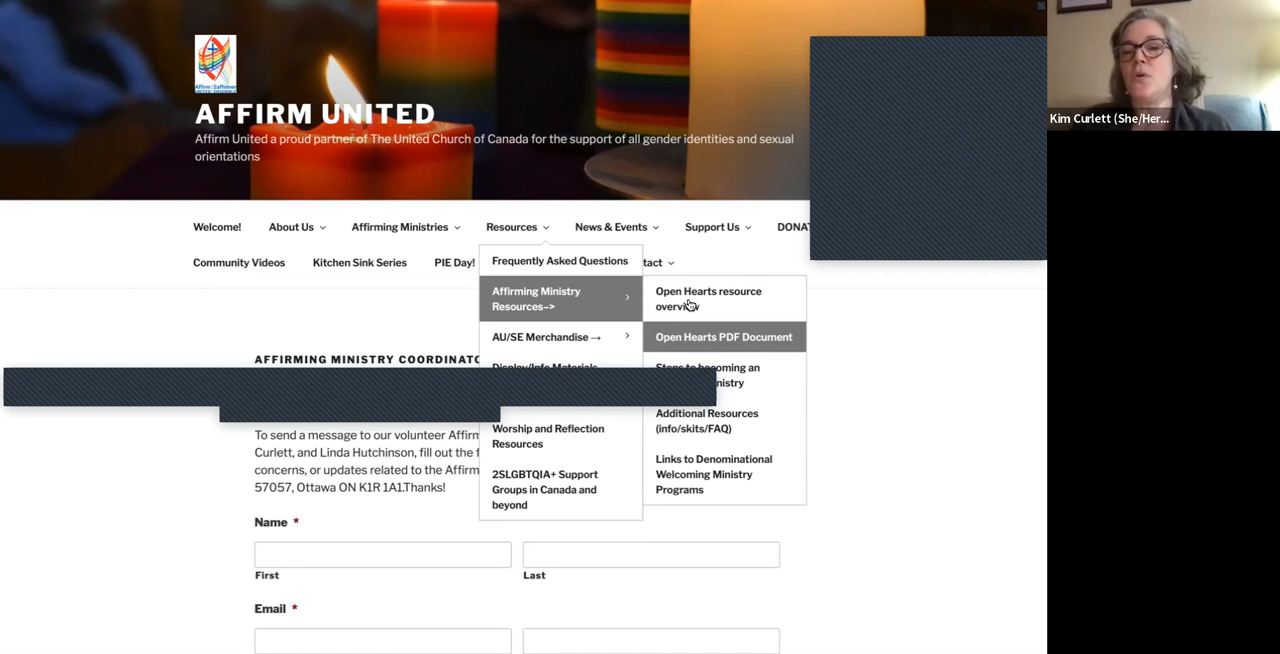 AFFIRM UNITED
Affirm United a proud partner of The United Church of Canada for the support of all gender identities and sexual
orientations
Welcome!
About Us
Affirming Ministries
Resources
News & Events
Support Us
Community Videos
Kitchen Sink Series
PIE Day!
Frequently Asked Questions
Affirming Ministry
Resources–>
AU/SE Merchandise →
Worship and Reflection
Resources
2SLGBTQIA+ Support
Groups in Canada and
beyond
Open Hearts resource
overview
Open Hearts PDF Document
Steps to becoming an
Additional Resources
(info/skits/FAQ)
Links to Denominational
Welcoming Ministry
Programs
AFFIRMING MINISTRY
To send a message to our volunteer
Curlett, and Linda Hutchinson, fill out the
concerns, or updates related to the
57057, Ottawa ON K1R 1A1.Thanks!
Name *
First
Last
Email *
Kim Curlett (She/Her...